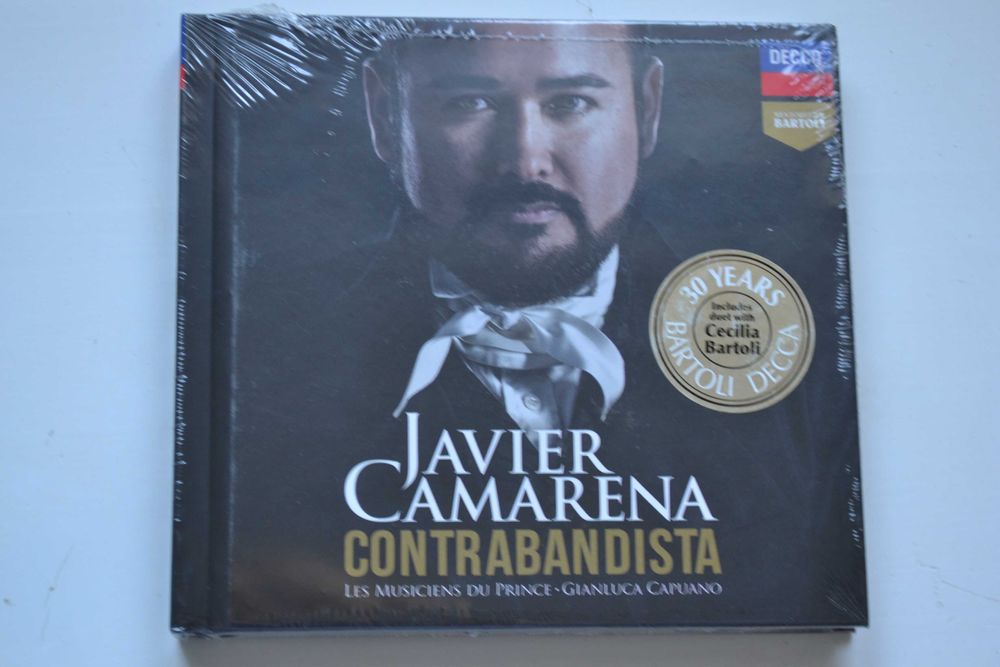 DECCA
BARTOLI
30 YEARS
Includes
duet with
Cecilia
Bartoli
BARTOLI DECCA
JAVIER
CAMARENA
CONTRABANDISTA
LES MUSICIENS DU PRINCE · GIANLUCA CAPUANO